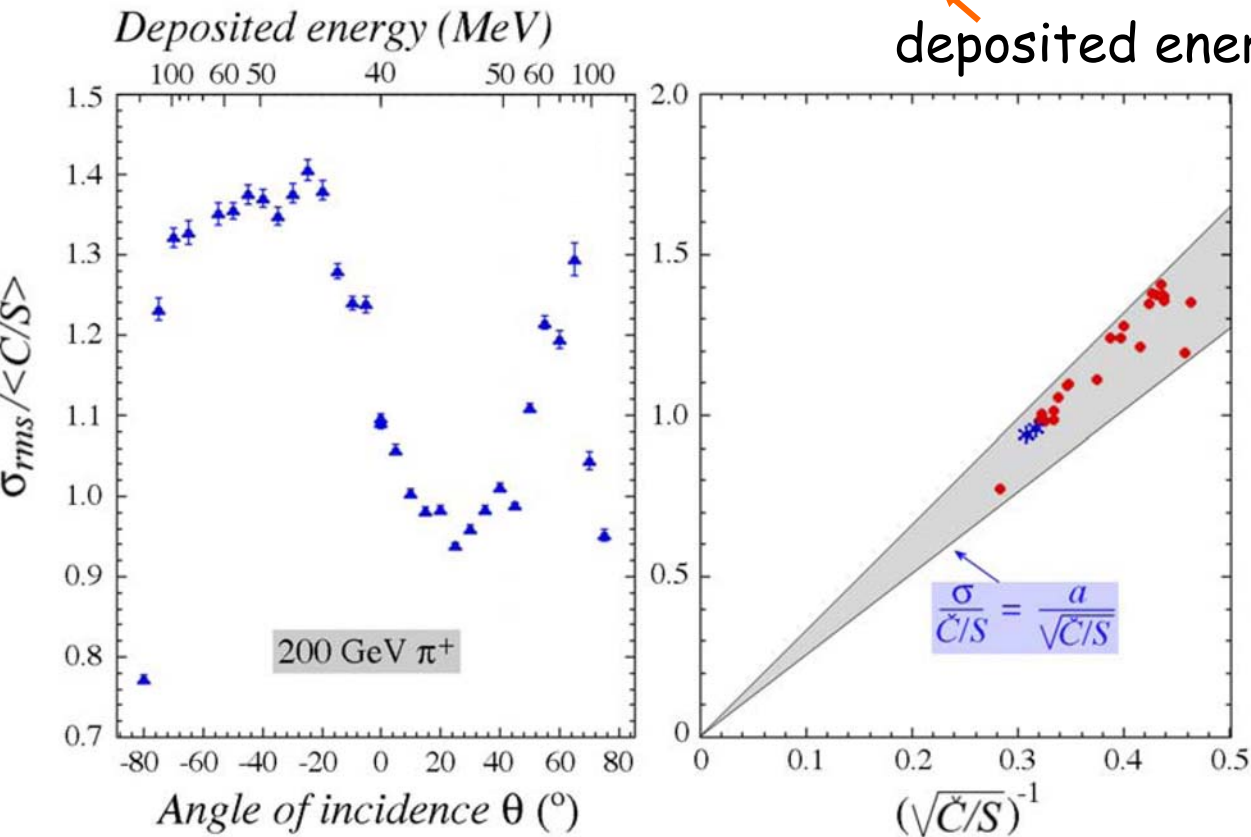 Deposited energy (MeV)
deposited ener
100 60 50 40 50 60 100
1.5
1.4
1.3
1.2
1.1
1.0
0.9
0.8
0.7
σrms/<C/S>
200 GeV π+
-80 -60 -40 -20 0 20 40 60 80
Angle of incidence θ (°)
2.0
1.5
1.0
0.5
0
σ/Č/S = a/√Č/S
0 0.1 0.2 0.3 0.4 0.5
(√Č/S)-1